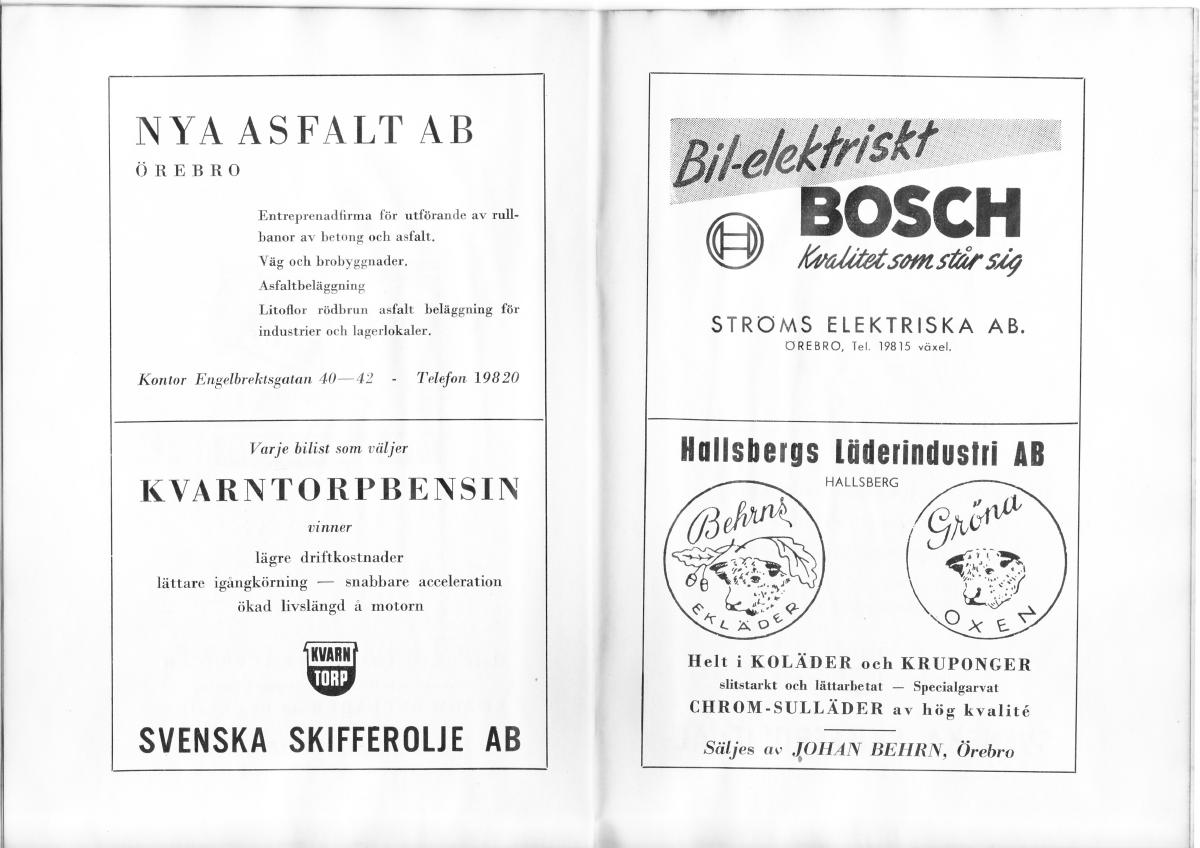 NYA ASFALT AB
ÖREBRO
Entreprenadfirma för utförande av rull-
banor av betong och asfalt.
Väg och brobyggnader.
Asfaltbeläggning
Litoflor rödbrun asfalt beläggning för
industrier och lagerlokaler.
Kontor Engelbrektsgatan 40—42 - Telefon 19820
Varje bilist som väljer
KVARNTORPBENSIN
vinner
lägre driftkostnader
lättare igångkörning — snabbare acceleration
ökad livslängd å motorn
KVARN
TORP
SVENSKA SKIFFEROLJE AB
Bil-elektriskt
BOSCH
Kvalitet som står sig
STRÖMS ELEKTRISKA AB.
ÖREBRO, Tel. 19815 växel.
Hallsbergs Läderindustri AB
HALLSBERG
Behrns
EKLÄDER
Gröna
OXEN
Helt i KOLÄDER och KRUPONGER
slitstarkt och lättarbetat — Specialgarvat
CHROM-SULLÄDER av hög kvalité
Säljes av JOHAN BEHRN, Örebro